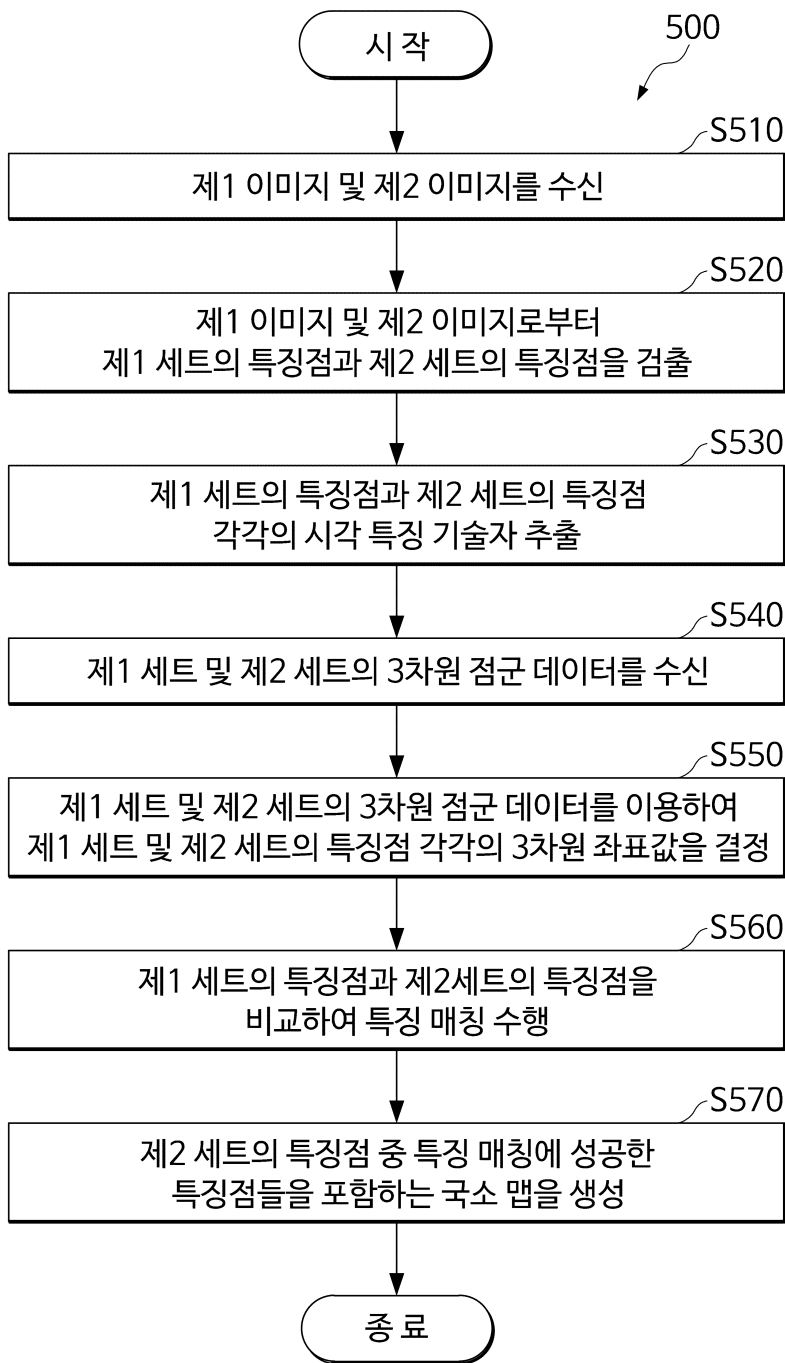 시 작
500
S510
제1 이미지 및 제2 이미지를 수신
S520
제1 이미지 및 제2 이미지로부터
제1 세트의 특징점과 제2 세트의 특징점을 검출
S530
제1 세트의 특징점과 제2 세트의 특징점
각각의 시각 특징 기술자 추출
S540
제1 세트 및 제2 세트의 3차원 점군 데이터를 수신
S550
제1 세트 및 제2 세트의 3차원 점군 데이터를 이용하여
제1 세트 및 제2 세트의 특징점 각각의 3차원 좌표값을 결정
S560
제1 세트의 특징점과 제2세트의 특징점을
비교하여 특징 매칭 수행
S570
제2 세트의 특징점 중 특징 매칭에 성공한
특징점들을 포함하는 국소 맵을 생성
종 료